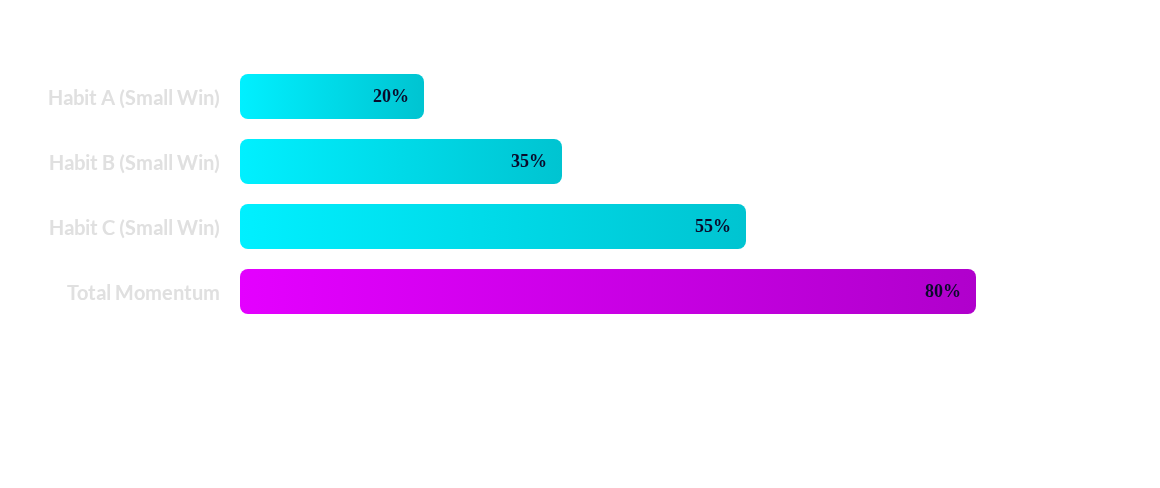 Habit A (Small Win) 20%
Habit B (Small Win) 35%
Habit C (Small Win) 55%
Total Momentum 80%